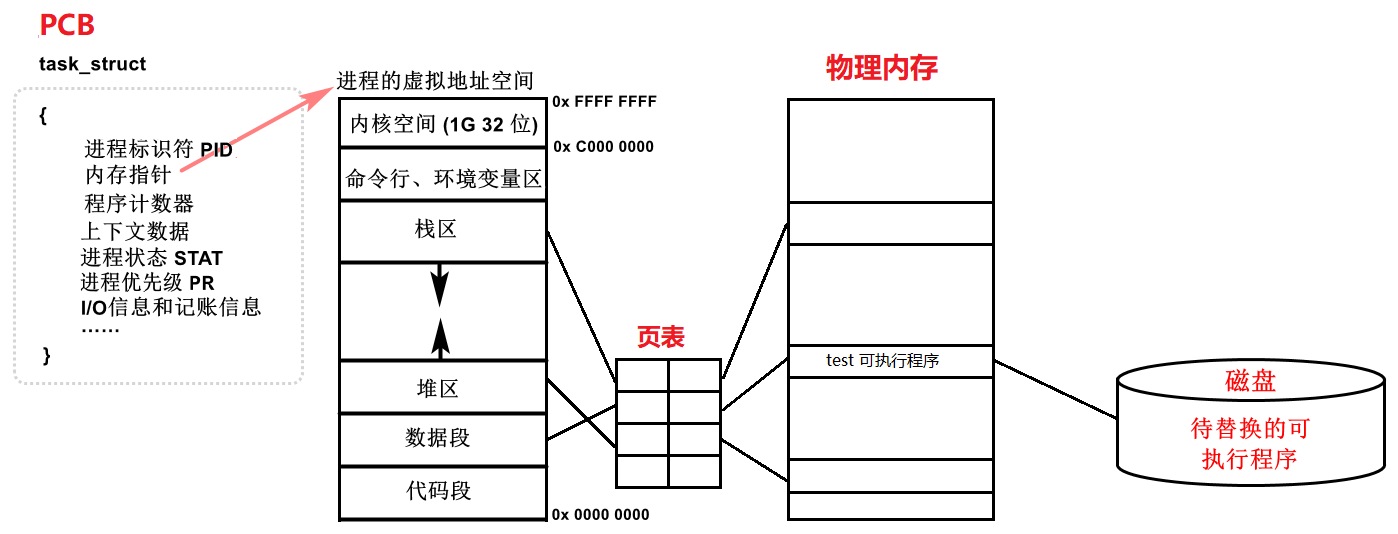 PCB
task_struct
{
进程标识符 PID
内存指针
程序计数器
上下文数据
进程状态 STAT
进程优先级 PR
I/O信息和记账信息
……
}
进程的虚拟地址空间
0x FFFF FFFF
内核空间 (1G 32 位)
0x C000 0000
命令行、环境变量区
栈区
堆区
数据段
代码段
0x 0000 0000
页表
物理内存
test 可执行程序
磁盘
待替换的可
执行程序